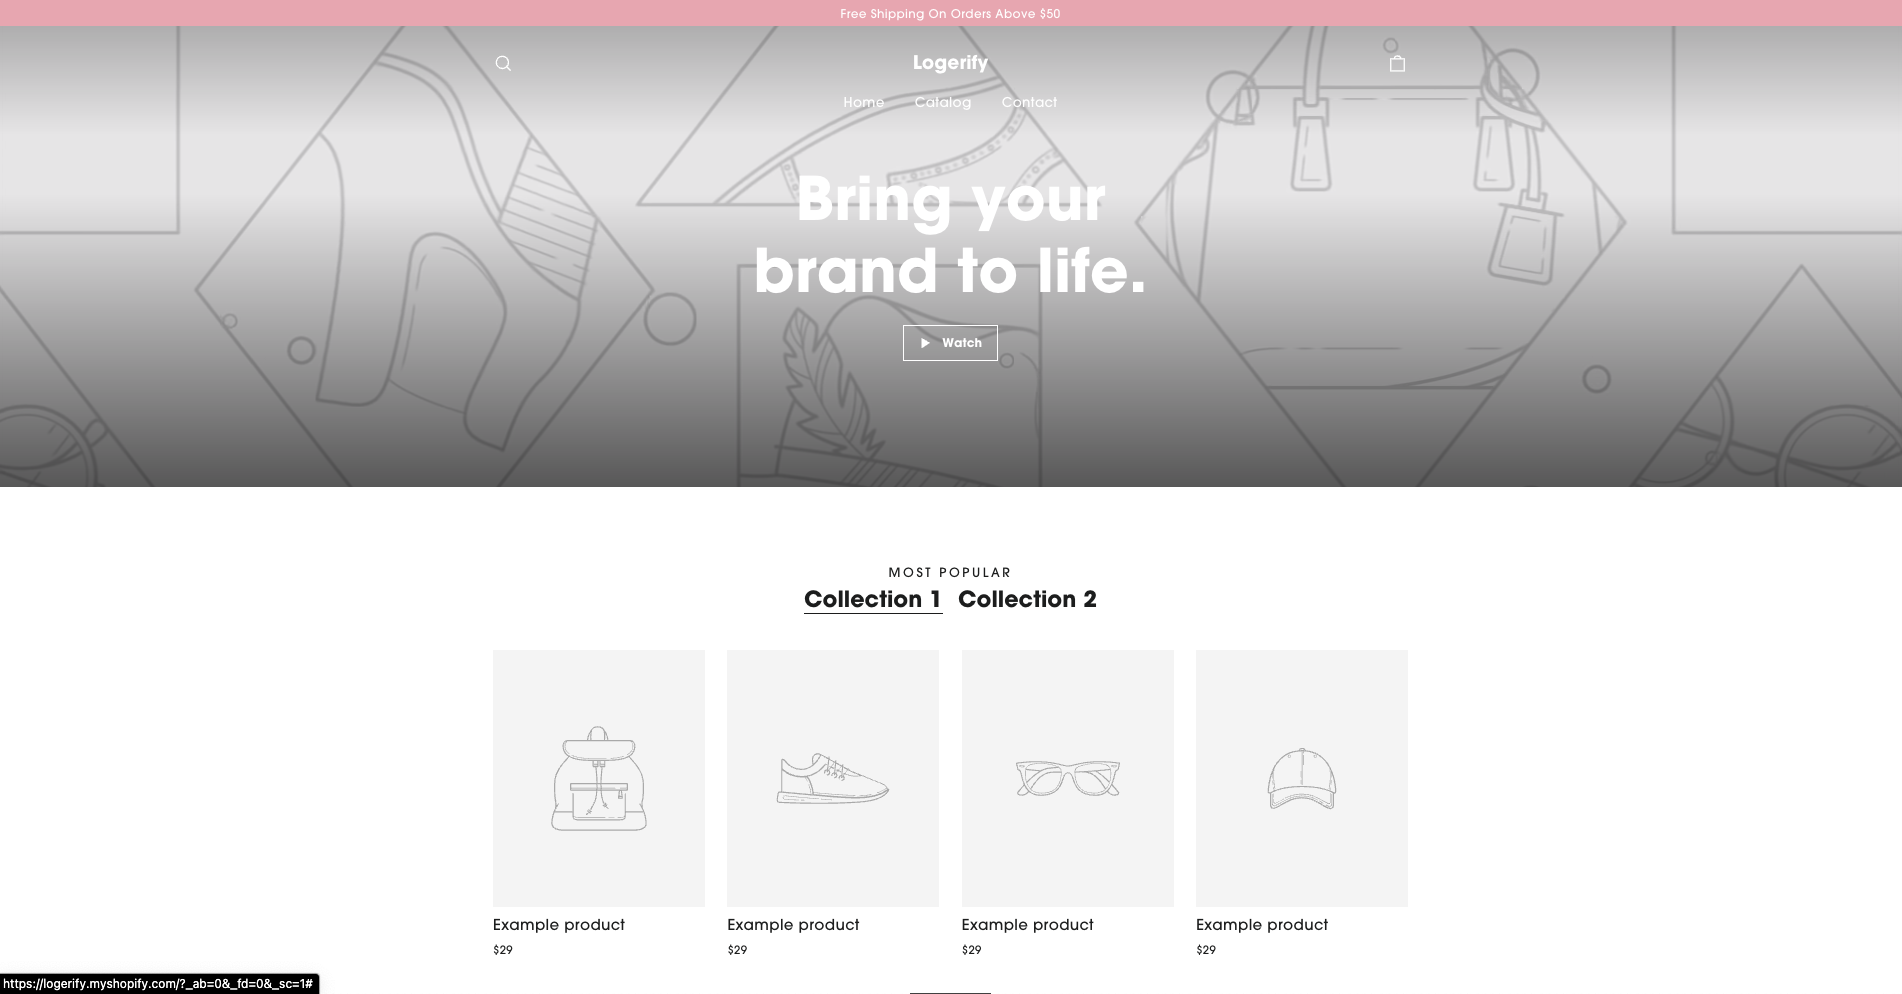 Free Shipping On Orders Above $50
Logerify
Home Catalog Contact
Bring your
brand to life.
Watch
MOST POPULAR
Collection 1 Collection 2
Example product Example product Example product Example product
$29 $29 $29 $29
https://logerify.myshopify.com/?_ab=0&_fd=0&_sc=1#